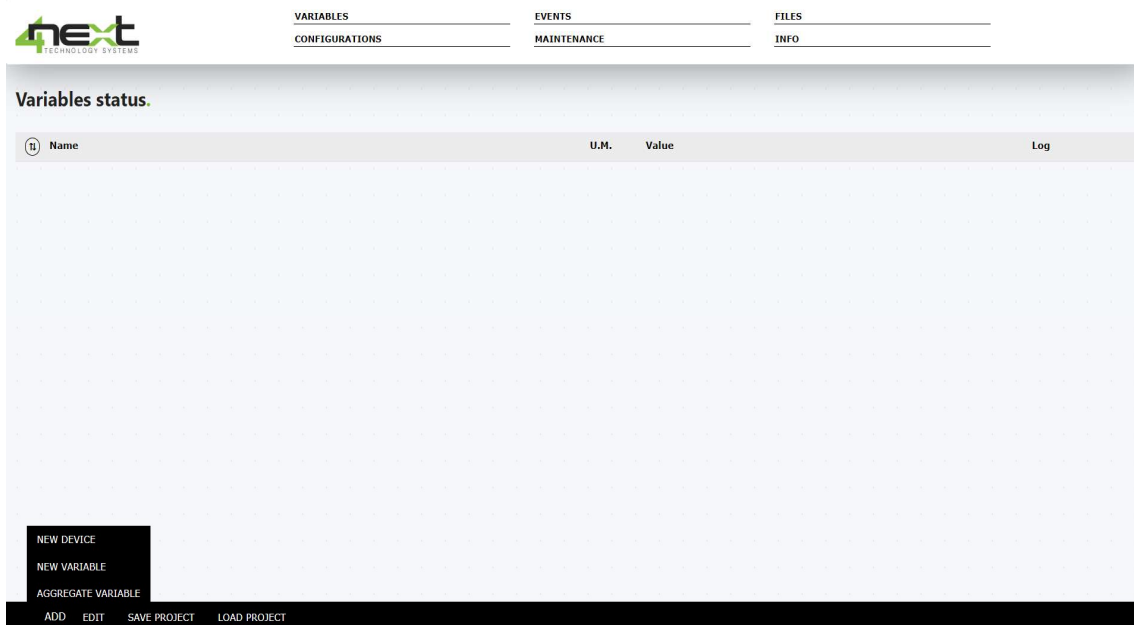 4next
TECHNOLOGY SYSTEMS
VARIABLES EVENTS FILES
CONFIGURATIONS MAINTENANCE INFO
Variables status.
Name U.M. Value Log
NEW DEVICE
NEW VARIABLE
AGGREGATE VARIABLE
ADD EDIT SAVE PROJECT LOAD PROJECT